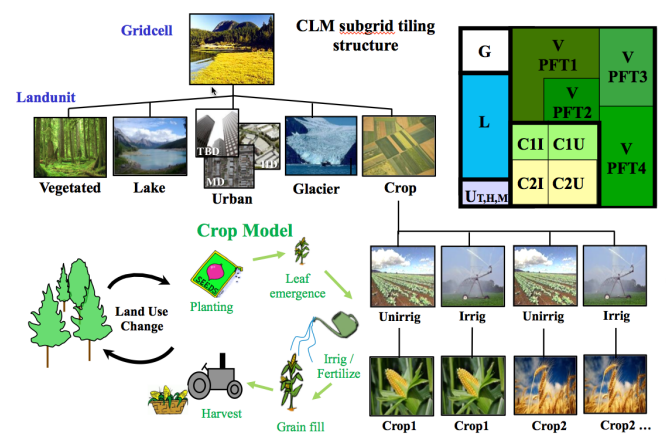 Gridcell
CLM subgrid tiling
structure
Landunit
TBD
HD
MD
Vegetated
Lake
Urban
Glacier
Crop
G
L
UT,H,M
V
PFT1
V
PFT2
V
PFT3
V
PFT4
C1I
C1U
C2I
C2U
Crop Model
Land Use
Change
SEEDS
Planting
Leaf
emergence
Irrig /
Fertilize
Grain fill
Harvest
Unirrig
Irrig
Unirrig
Irrig
Crop1
Crop1
Crop2
Crop2 ...